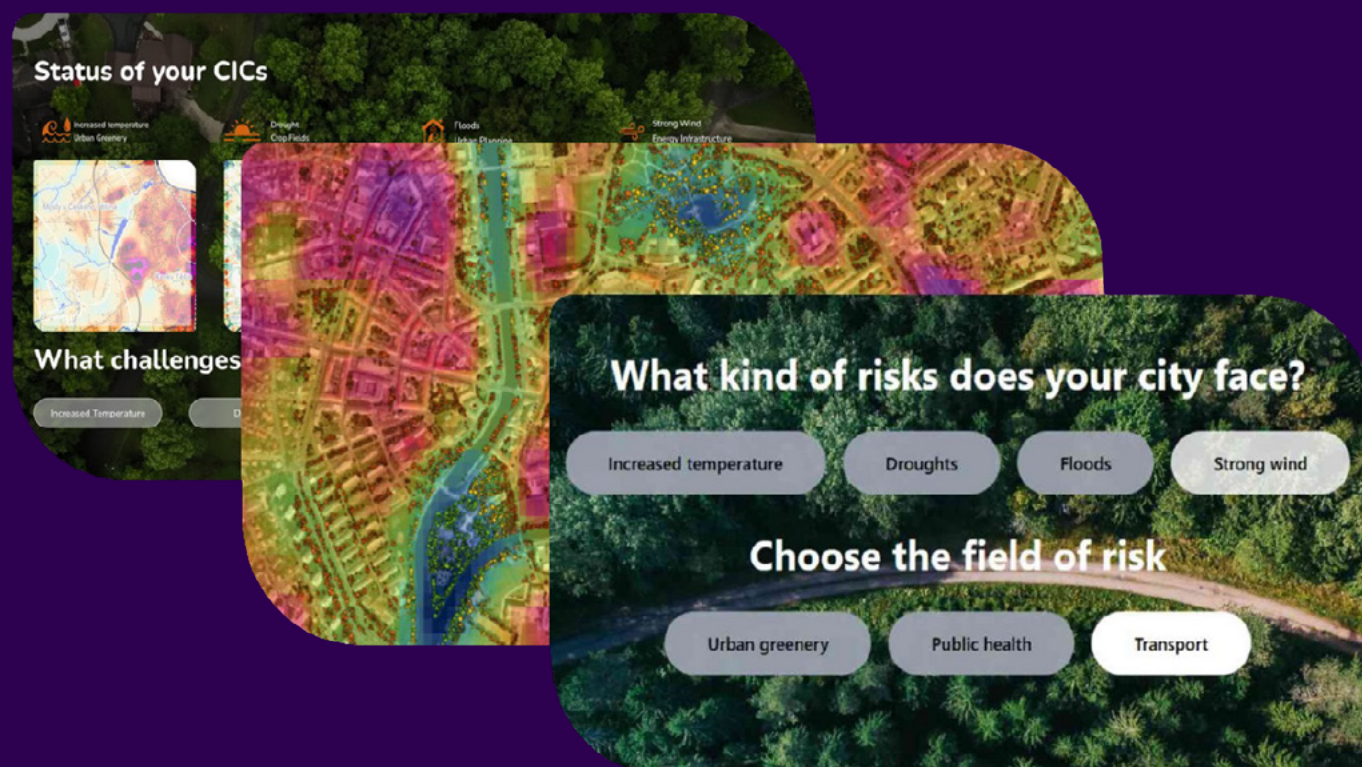 Status of your CICs
Increased temperature
Urban Greenery
Drought
Crop Fields
Floods
Urban Planning
Strong Wind
Energy Infrastructure
What challenges
Increased Temperature
D
What kind of risks does your city face?
Increased temperature
Droughts
Floods
Strong wind
Choose the field of risk
Urban greenery
Public health
Transport